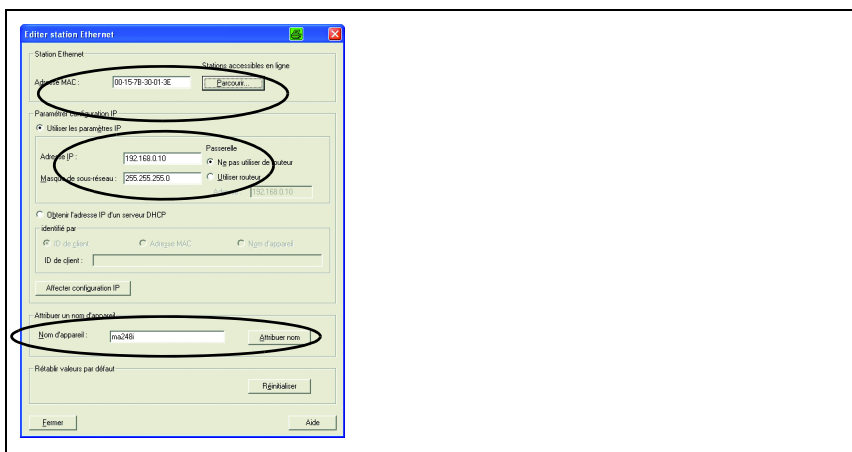 Editer station Ethernet
Station Ethernet
Stations accessibles en ligne
Adresse MAC : 00-15-7B-30-01-3E Parcourir...
Paramétrer configuration IP
Utiliser les paramètres IP
Passerelle
Adresse IP : 192.168.0.10 Ne pas utiliser de routeur
Masque de sous-réseau : 255.255.255.0 Utiliser routeur
192.168.0.10
Obtenir l'adresse IP d'un serveur DHCP
identifié par
ID de client Adresse MAC Nom d'appareil
ID de client :
Affecter configuration IP
Attribuer un nom d'appareil
Nom d'appareil : ma248i Attribuer nom
Rétablir valeurs par défaut
Réinitialiser
Fermer Aide